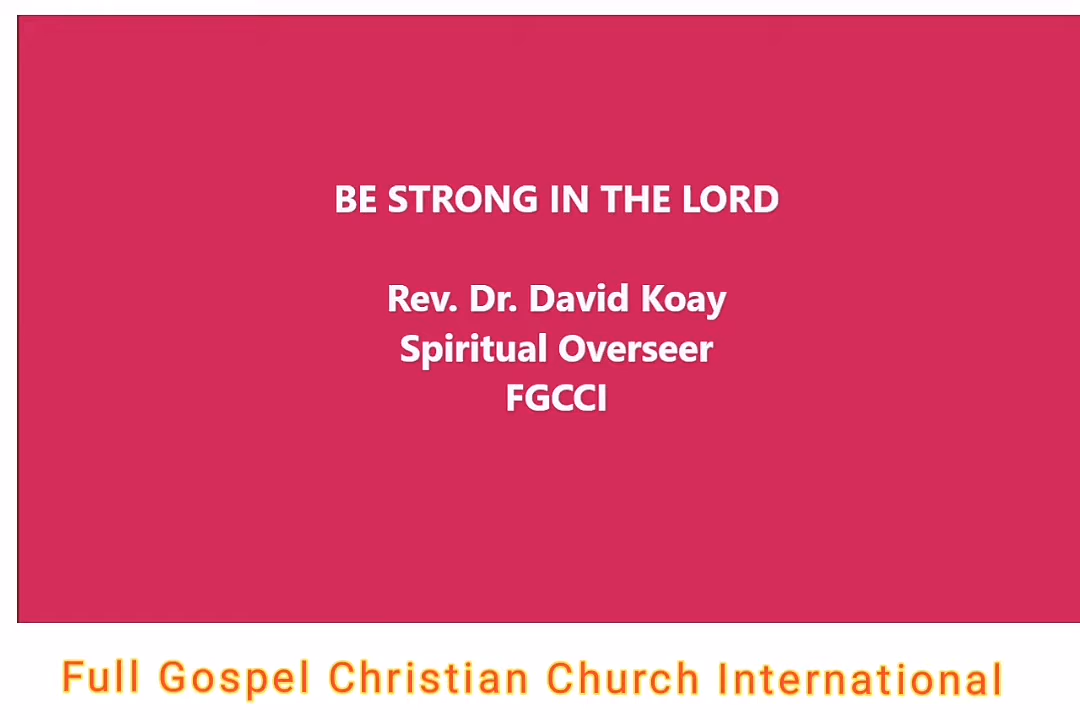 BE STRONG IN THE LORD
Rev. Dr. David Koay
Spiritual Overseer
FGCCI
Full Gospel Christian Church International